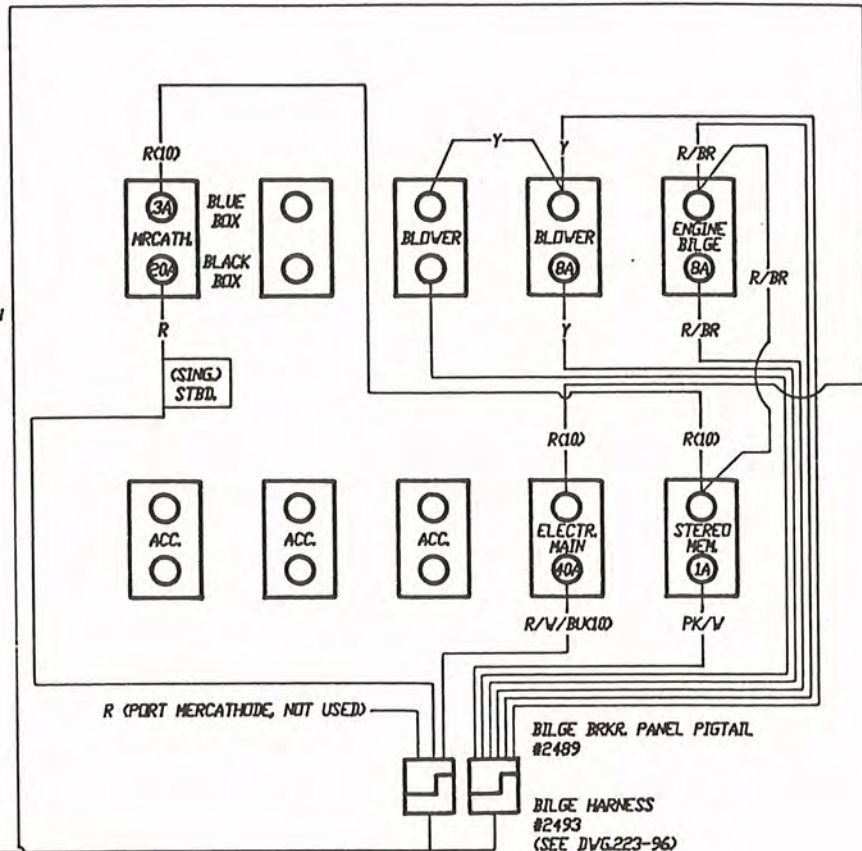 R(10)
Y
Y
R/BR
3A
MRCATH.
20A
BLUE
BOX
BLACK
BOX
BLOWER
BLOWER
8A
ENGINE
BILGE
8A
R/BR
R
Y
R/BR
(SING.)
STBD.
R(10)
R(10)
ACC.
ACC.
ACC.
ELECTR.
MAIN
40A
STEREO
MEM.
1A
R/W/BLK(10)
PK/W
R (PORT MERCATHODE, NOT USED)
BILGE BRKR. PANEL PIGTAIL
#2489
BILGE HARNESS
#2493
(SEE DWG.223-96)